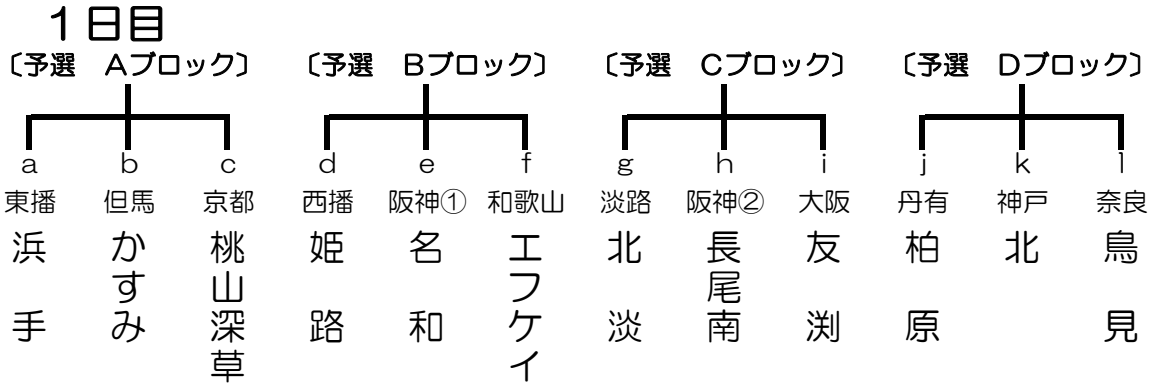 1日目
〔予選 Aブロック〕 〔予選 Bブロック〕 〔予選 Cブロック〕 〔予選 Dブロック〕
a b c d e f g h i j k l
東播 但馬 京都 西播 阪神① 和歌山 淡路 阪神② 大阪 丹有 神戸 奈良
浜手 かすみ 桃山深草 姫路 名和 エフケイ 北淡 長尾南 友渕 柏原 北 鳥見